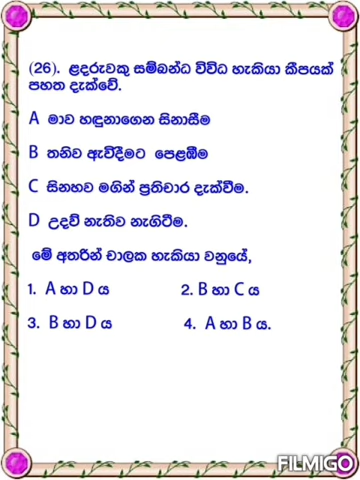 (26). ළදරුවකු සම්බන්ධ විවිධ හැකියා කීපයක්
පහත දැක්වේ.
A මාව හඳුනාගෙන සිනාසීම
B තනිව ඇවිදීමට පෙළඹීම
C සිනහව මගින් ප්‍රතිචාර දැක්වීම.
D උදව් නැතිව නැගිටීම.
මේ අතරින් චාලක හැකියා වනුයේ,
1. A හා D ය 2. B හා C ය
3. B හා D ය 4. A හා B ය.
FILMIGO